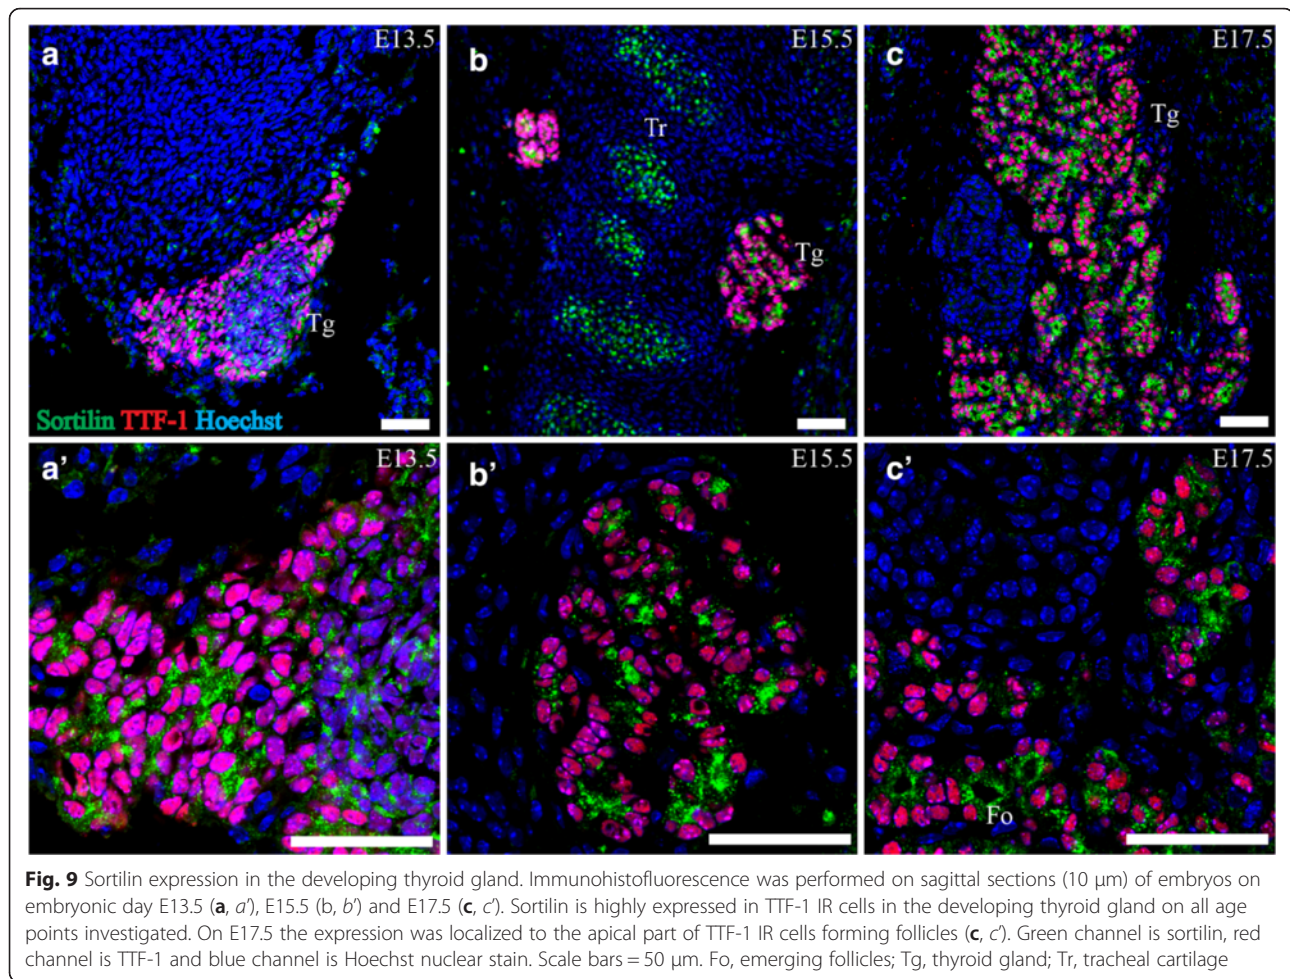 a E13.5
b E15.5
c E17.5
Tr
Tg
Tg
Tg
Sortilin TTF-1 Hoechst
a’ E13.5
b’ E15.5
c’ E17.5
Fo
Fig. 9 Sortilin expression in the developing thyroid gland. Immunohistofluorescence was performed on sagittal sections (10 μm) of embryos on
embryonic day E13.5 (a, a′), E15.5 (b, b′) and E17.5 (c, c′). Sortilin is highly expressed in TTF-1 IR cells in the developing thyroid gland on all age
points investigated. On E17.5 the expression was localized to the apical part of TTF-1 IR cells forming follicles (c, c′). Green channel is sortilin, red
channel is TTF-1 and blue channel is Hoechst nuclear stain. Scale bars = 50 μm. Fo, emerging follicles; Tg, thyroid gland; Tr, tracheal cartilage